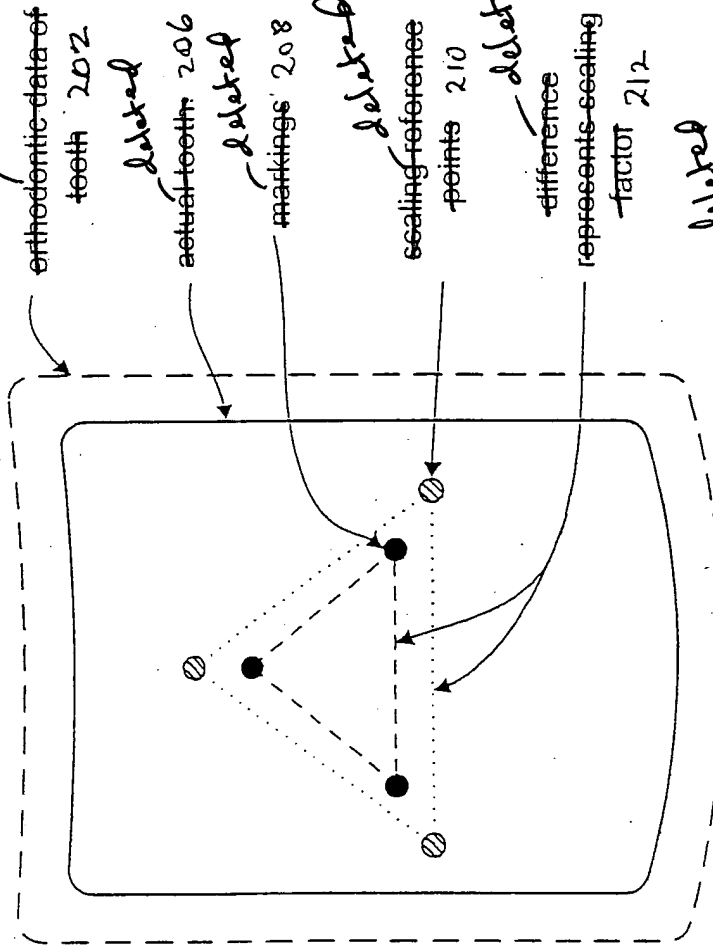 orthodontic data of
tooth 202
deleted
actual tooth 206
deleted
markings 208
deleted
scaling reference
points 210
difference
represents scaling
factor 212
deleted